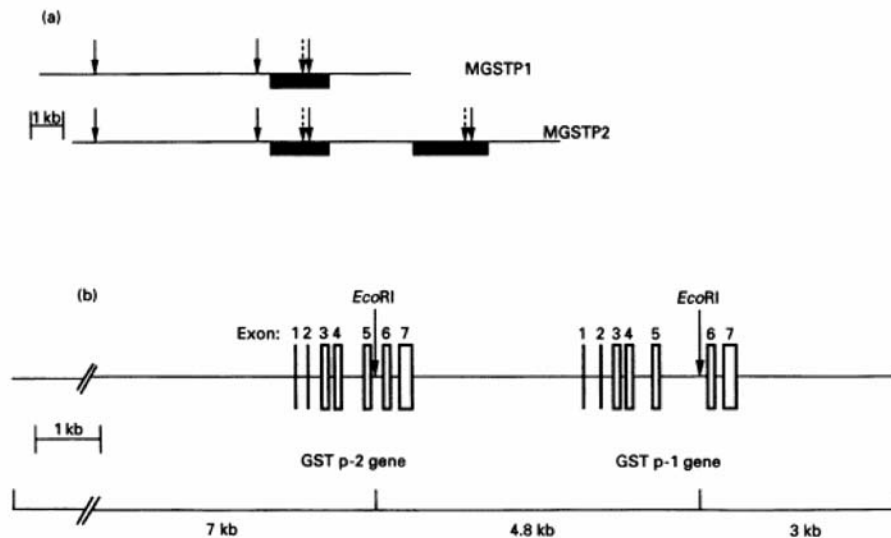 (a)
MGSTP1
1 kb
MGSTP2
(b)
EcoRI EcoRI
Exon: 1 2 3 4 5 6 7 1 2 3 4 5 6 7
1 kb
GST p-2 gene GST p-1 gene
7 kb 4.8 kb 3 kb